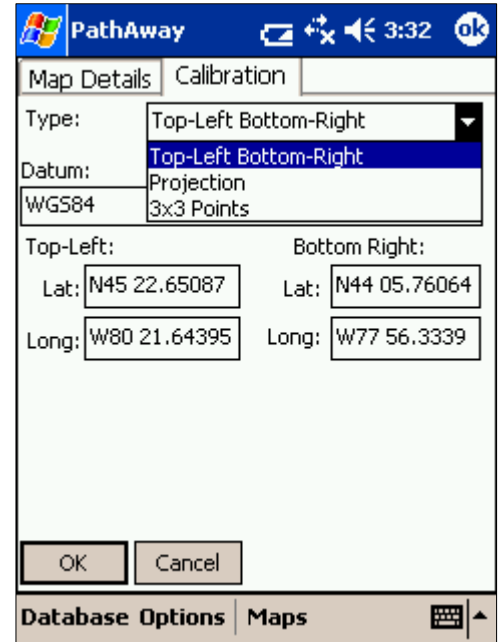 PathAway 3:32 ok
Map Details Calibration
Type: Top-Left Bottom-Right
Top-Left Bottom-Right
Datum:
Projection
WGS84
3x3 Points
Top-Left: Bottom Right:
Lat: N45 22.65087 Lat: N44 05.76064
Long: W80 21.64395 Long: W77 56.3339
OK Cancel
Database Options Maps